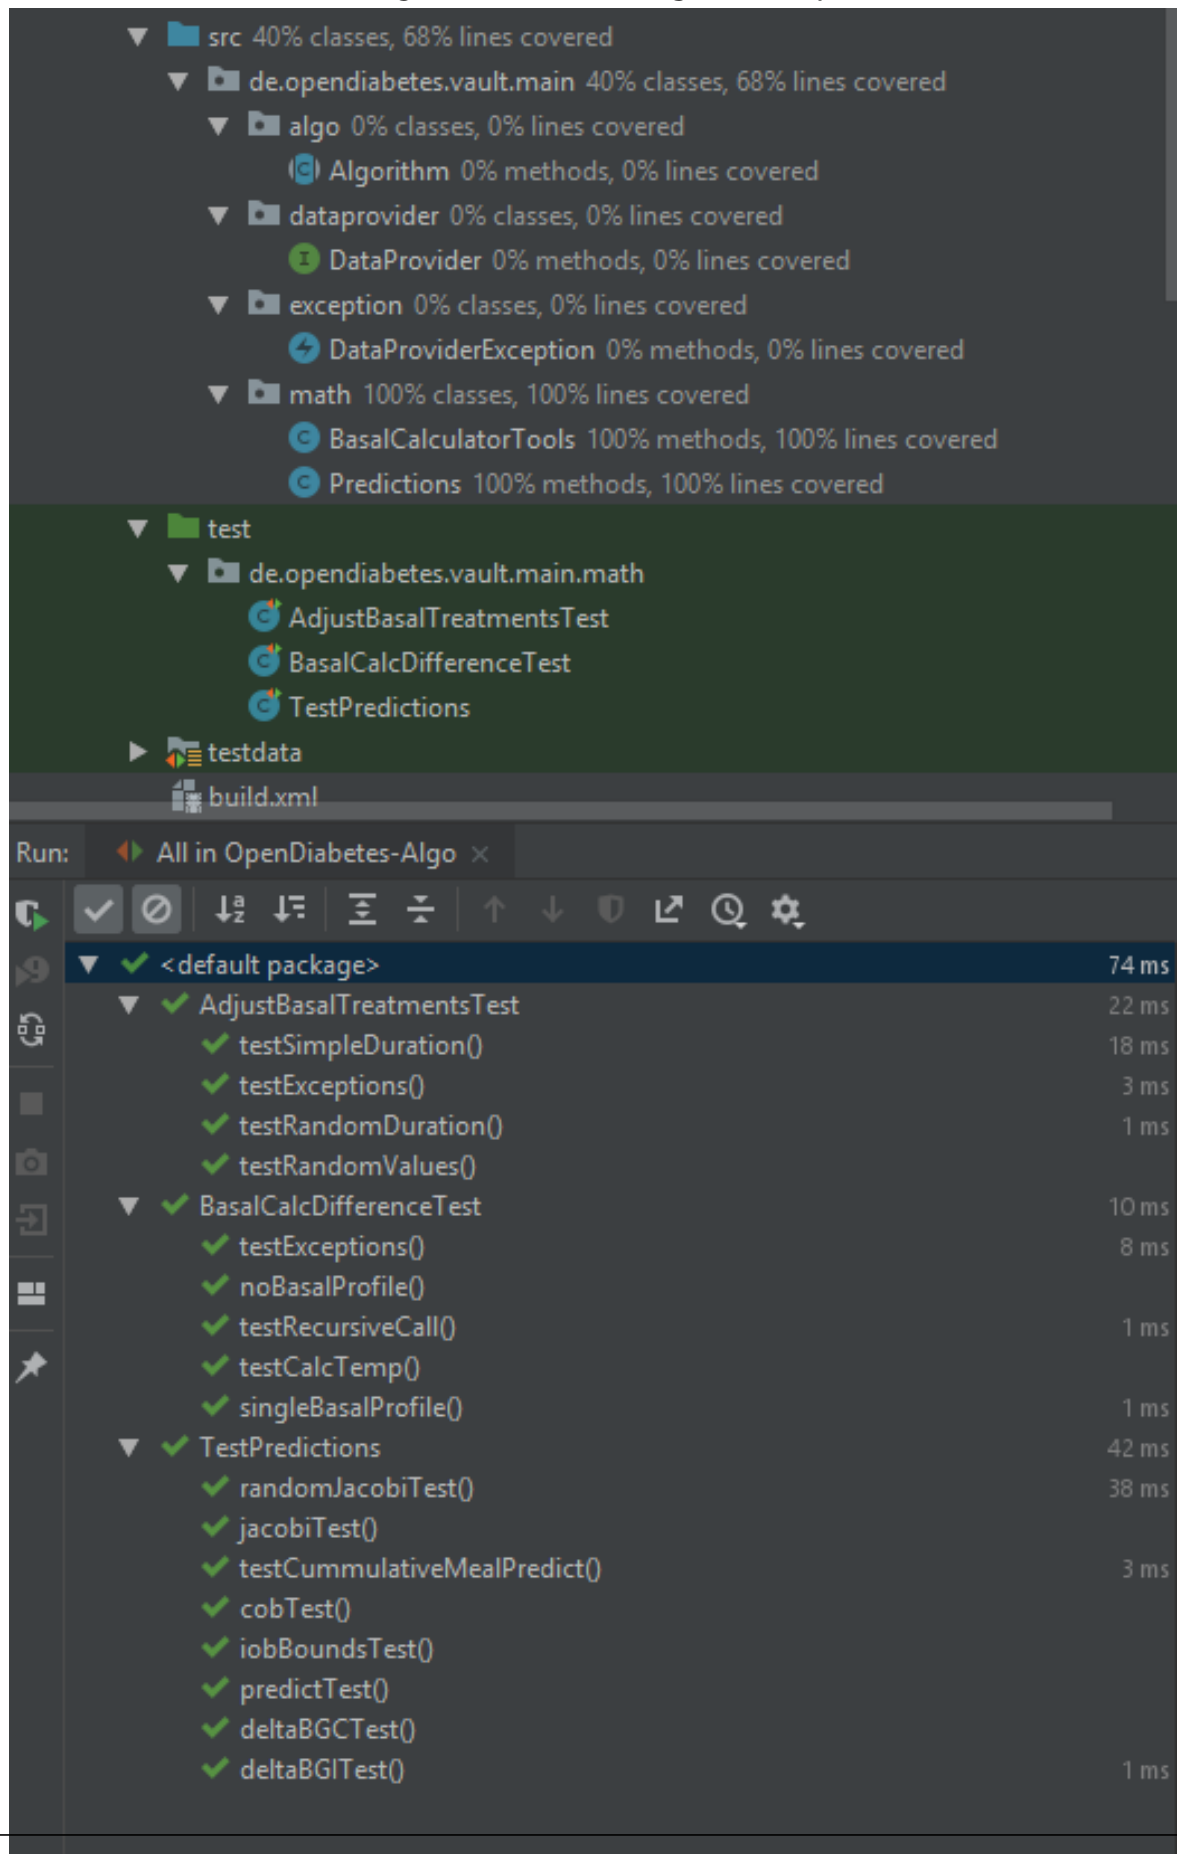 src 40% classes, 68% lines covered
de.opendiabetes.vault.main 40% classes, 68% lines covered
algo 0% classes, 0% lines covered
Algorithm 0% methods, 0% lines covered
dataprovider 0% classes, 0% lines covered
DataProvider 0% methods, 0% lines covered
exception 0% classes, 0% lines covered
DataProviderException 0% methods, 0% lines covered
math 100% classes, 100% lines covered
BasalCalculatorTools 100% methods, 100% lines covered
Predictions 100% methods, 100% lines covered
test
de.opendiabetes.vault.main.math
AdjustBasalTreatmentsTest
BasalCalcDifferenceTest
TestPredictions
testdata
build.xml
Run: All in OpenDiabetes-Algo ×
<default package> 74 ms
AdjustBasalTreatmentsTest 22 ms
testSimpleDuration() 18 ms
testExceptions() 3 ms
testRandomDuration() 1 ms
testRandomValues()
BasalCalcDifferenceTest 10 ms
testExceptions() 8 ms
noBasalProfile()
testRecursiveCall() 1 ms
testCalcTemp()
singleBasalProfile() 1 ms
TestPredictions 42 ms
randomJacobiTest() 38 ms
jacobiTest()
testCummulativeMealPredict() 3 ms
cobTest()
iobBoundsTest()
predictTest()
deltaBGCTest()
deltaBGITest() 1 ms